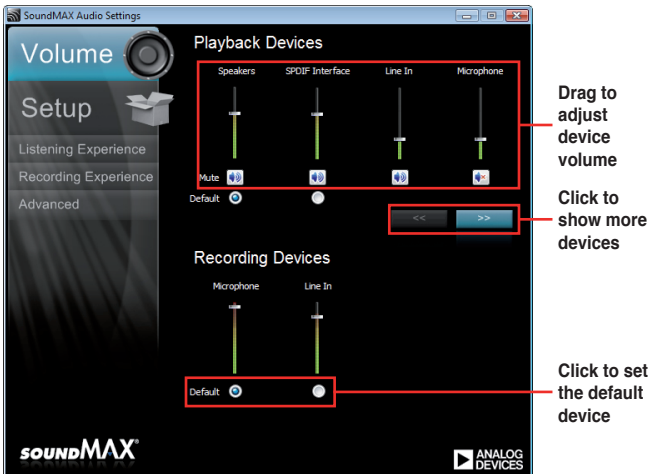 SoundMAX Audio Settings
Volume
Setup
Listening Experience
Recording Experience
Advanced
Playback Devices
Speakers SPDIF Interface Line In Microphone
Mute
Default
<< >>
Recording Devices
Microphone Line In
Default
SOUNDMAX®
ANALOG
DEVICES
Drag to
adjust
device
volume
Click to
show more
devices
Click to set
the default
device